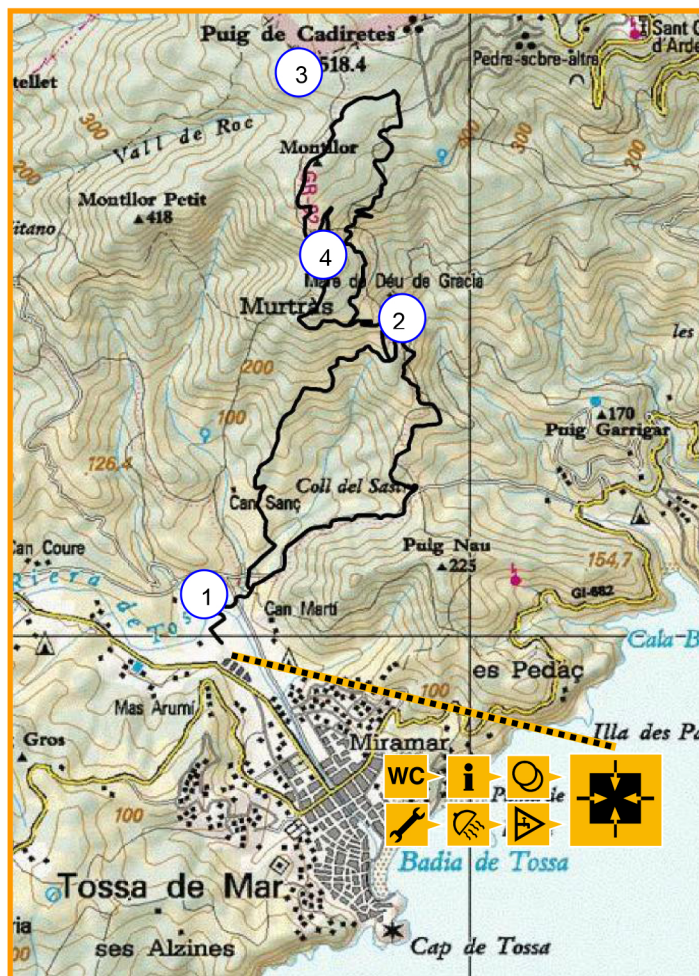 Puig de Cadiretes
518.4
3
Sant G
d'Arde
Pedra-sobre-altra
tellet
300
Vall de Roc
400
300
300
200
Montllor
Montllor Petit
418
GR-92
itano
4
Mare de Déu de Gracia
Murtràs
2
les
200
100
170
Puig Garrigar
126,4
Coll del Sastre
Can Sanç
Can Coure
Puig Nau
225
154,7
GI-682
1
Riera de Tossa
Can Martí
Cala B
es Pedaç
100
Mas Arumí
Illa des Pa
Gros
Miramar
WC
i
100
Badia de Tossa
Tossa de Mar
ria
ses Alzines
Cap de Tossa
00